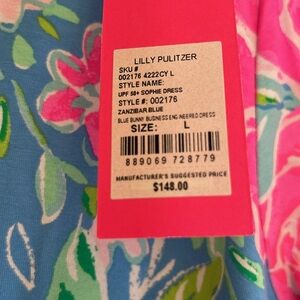 LILLY PULITZER
SKU #
002176 4222CY L
STYLE NAME:
UPF 50+ SOPHIE DRESS
STYLE #: 002176
ZANZIBAR BLUE
BLUE BUNNY BUSINESS ENGINEERED DRESS
SIZE: L
889069 728779
MANUFACTURER'S SUGGESTED PRICE
$148.00